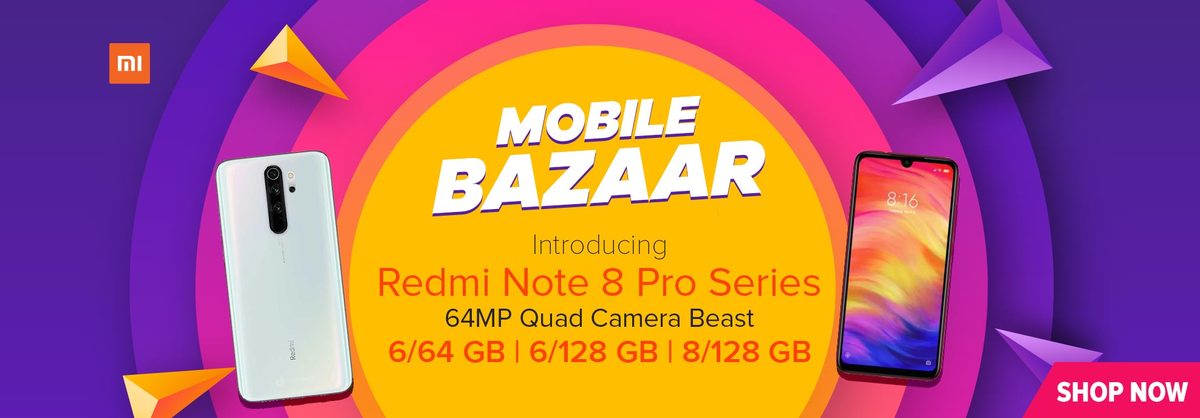 mi
MOBILE
BAZAAR
Introducing
Redmi Note 8 Pro Series
64MP Quad Camera Beast
6/64 GB | 6/128 GB | 8/128 GB
Redmi
8:16
SHOP NOW